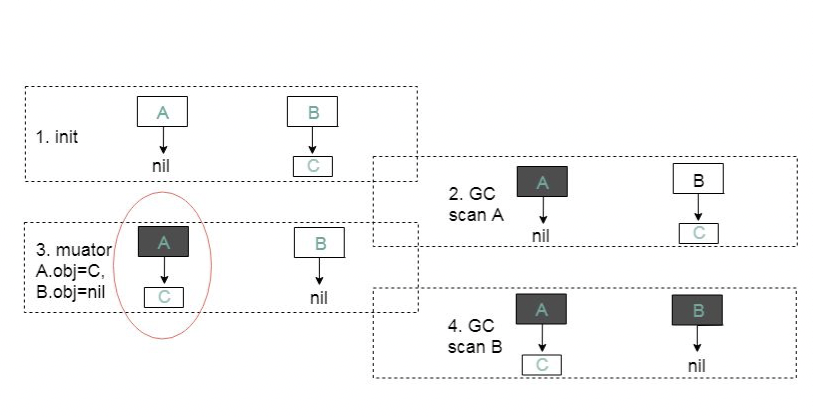 A
B
1. init
nil
C
2. GC
scan A
A
B
nil
C
3. muator
A.obj=C,
B.obj=nil
A
B
C
nil
4. GC
scan B
A
B
C
nil